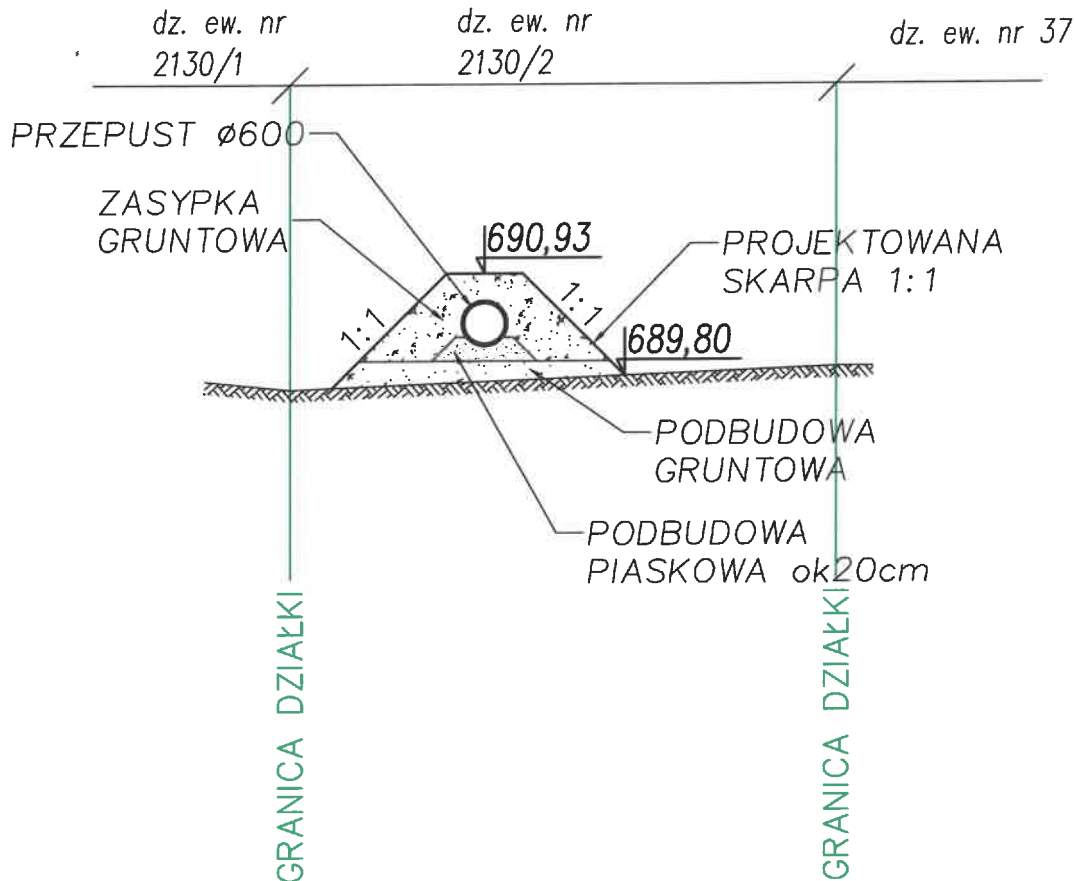 dz. ew. nr
2130/1
dz. ew. nr
2130/2
dz. ew. nr 37
PRZEPUST ø600
ZASYPKA
GRUNTOWA
690,93
PROJEKTOWANA
SKARPA 1:1
1:1
1:1
689,80
PODBUDOWA
GRUNTOWA
PODBUDOWA
PIASKOWA ok20cm
GRANICA DZIAŁKI
GRANICA DZIAŁKI